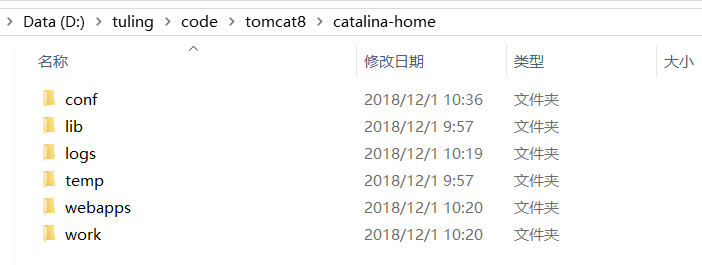 Data (D:) > tuling > code > tomcat8 > catalina-home
名称 修改日期 类型 大小
conf 2018/12/1 10:36 文件夹
lib 2018/12/1 9:57 文件夹
logs 2018/12/1 10:19 文件夹
temp 2018/12/1 9:57 文件夹
webapps 2018/12/1 10:20 文件夹
work 2018/12/1 10:20 文件夹